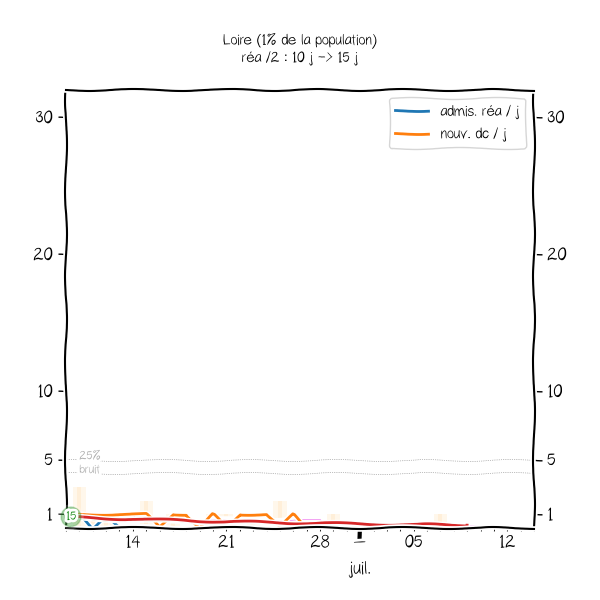 Loire (1% de la population)
réa /2 : 10 j -> 15 j
admis. réa / j
nouv. dc / j
30
30
20
20
10
10
5
25%
5
bruit
1
15
1
14
21
28
05
12
juil.